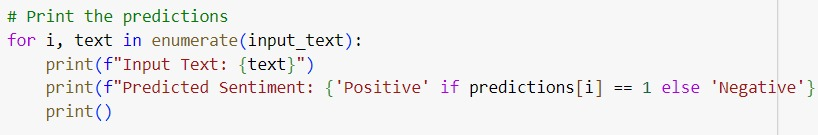 # Print the predictions
for i, text in enumerate(input_text):
    print(f"Input Text: {text}")
    print(f"Predicted Sentiment: {'Positive' if predictions[i] == 1 else 'Negative'}
    print()